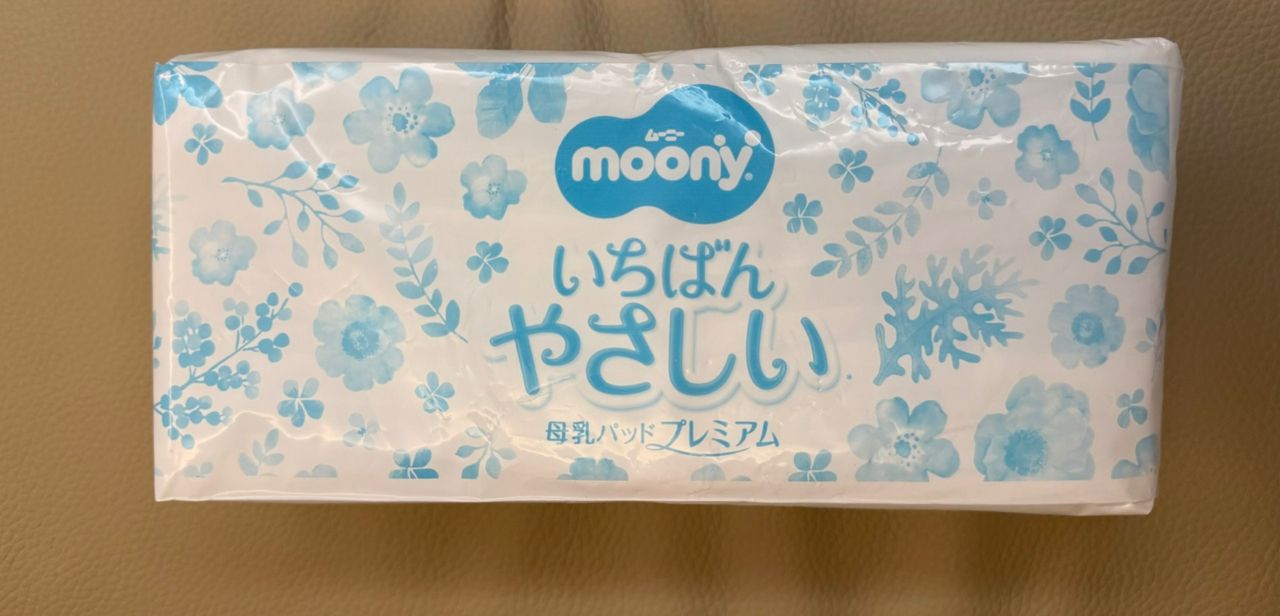 ムーニー
moony®
いちばん
やさしい
母乳パッドプレミアム